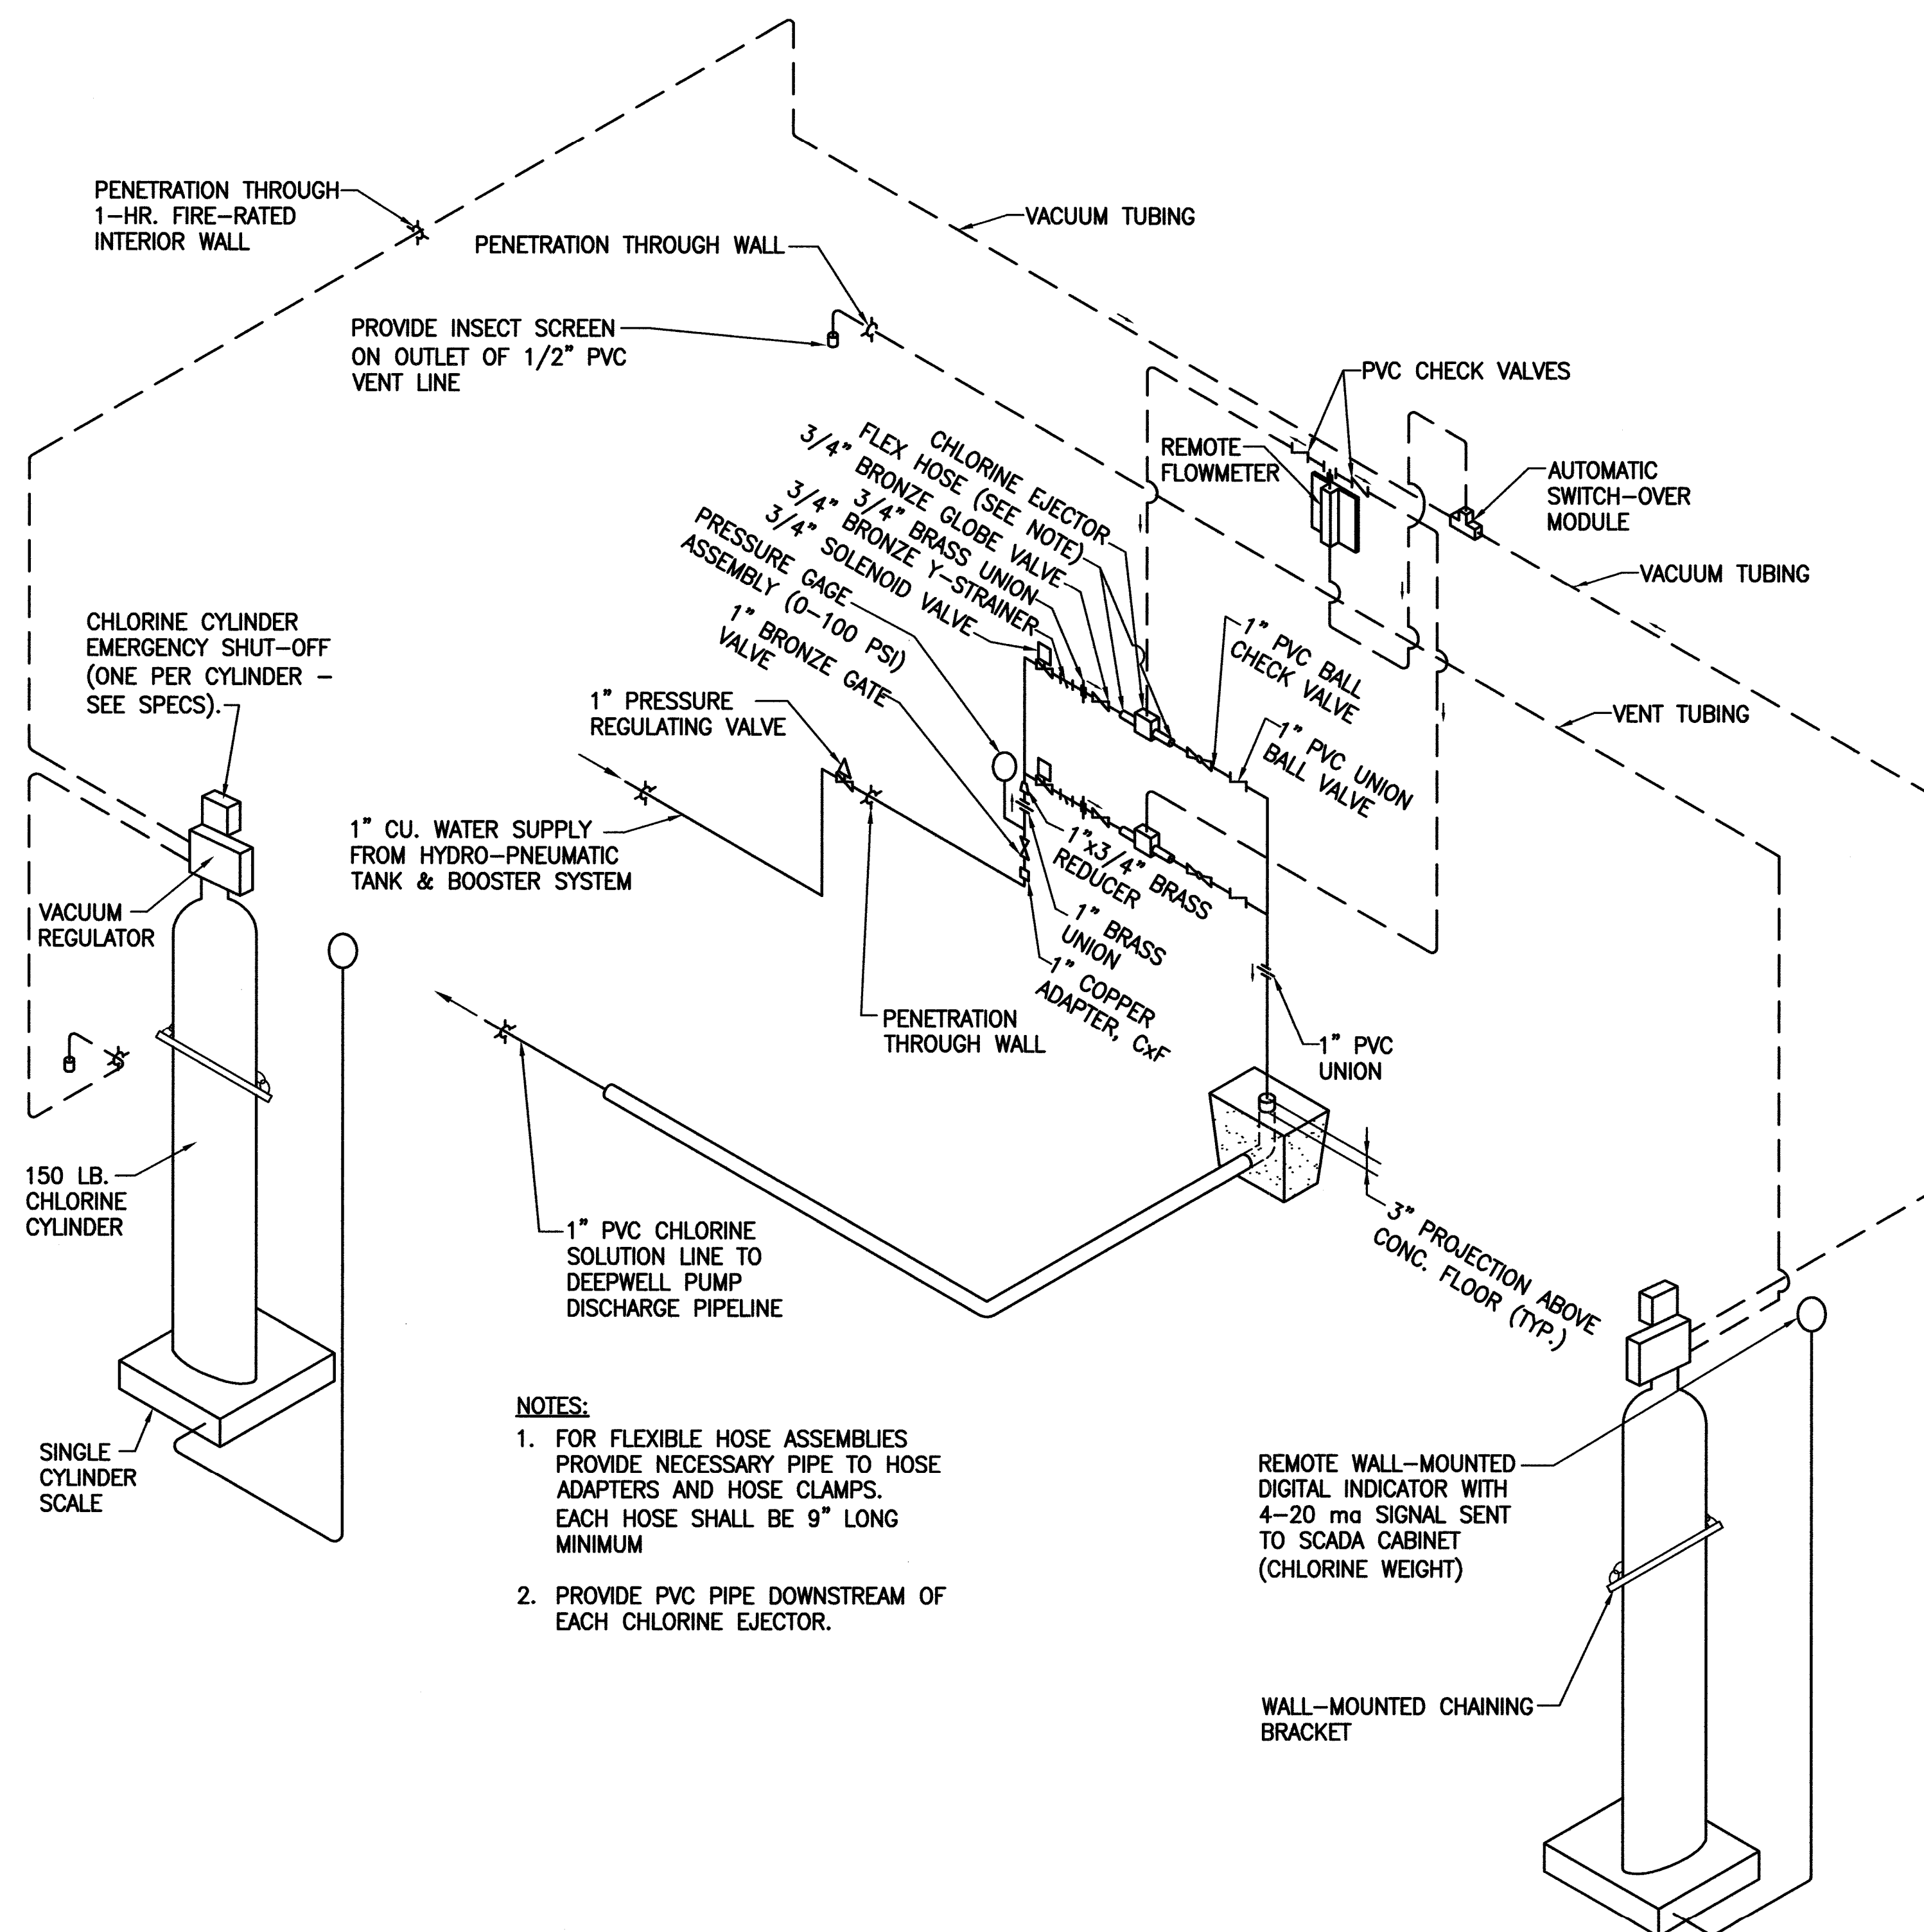 PENETRATION THROUGH
1-HR. FIRE-RATED
INTERIOR WALL
VACUUM TUBING
PENETRATION THROUGH WALL
PROVIDE INSECT SCREEN
ON OUTLET OF 1/2" PVC
VENT LINE
PVC CHECK VALVES
REMOTE
FLOWMETER
AUTOMATIC
SWITCH-OVER
MODULE
CHLORINE EJECTOR
FLEX HOSE (SEE NOTE)
3/4" BRONZE GLOBE VALVE
3/4" BRASS UNION
3/4" BRONZE Y-STRAINER
3/4" SOLENOID VALVE
PRESSURE GAGE
ASSEMBLY (0-100 PSI)
1" BRONZE GATE
VALVE
VACUUM TUBING
CHLORINE CYLINDER
EMERGENCY SHUT-OFF
(ONE PER CYLINDER -
SEE SPECS).
1" PRESSURE
REGULATING VALVE
1" PVC BALL
CHECK VALVE
1" PVC UNION
BALL VALVE
VENT TUBING
1" CU. WATER SUPPLY
FROM HYDRO-PNEUMATIC
TANK & BOOSTER SYSTEM
VACUUM
REGULATOR
1"x3/4" BRASS
REDUCER
1" BRASS
UNION
1" COPPER
ADAPTER, CxF
PENETRATION
THROUGH WALL
1" PVC
UNION
150 LB.
CHLORINE
CYLINDER
1" PVC CHLORINE
SOLUTION LINE TO
DEEPWELL PUMP
DISCHARGE PIPELINE
3" PROJECTION ABOVE
CONC. FLOOR (TYP.)
SINGLE
CYLINDER
SCALE
NOTES:
1. FOR FLEXIBLE HOSE ASSEMBLIES
PROVIDE NECESSARY PIPE TO HOSE
ADAPTERS AND HOSE CLAMPS.
EACH HOSE SHALL BE 9" LONG
MINIMUM
2. PROVIDE PVC PIPE DOWNSTREAM OF
EACH CHLORINE EJECTOR.
REMOTE WALL-MOUNTED
DIGITAL INDICATOR WITH
4-20 ma SIGNAL SENT
TO SCADA CABINET
(CHLORINE WEIGHT)
WALL-MOUNTED CHAINING
BRACKET